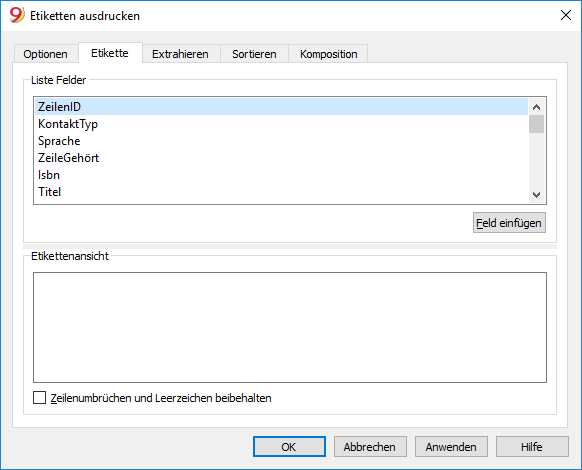 9 Etiketten ausdrucken
Optionen Etikette Extrahieren Sortieren Komposition
Liste Felder
ZeilenID
KontaktTyp
Sprache
ZeileGehört
Isbn
Titel
Feld einfügen
Etikettenansicht
Zeilenumbrüchen und Leerzeichen beibehalten
OK Abbrechen Anwenden Hilfe